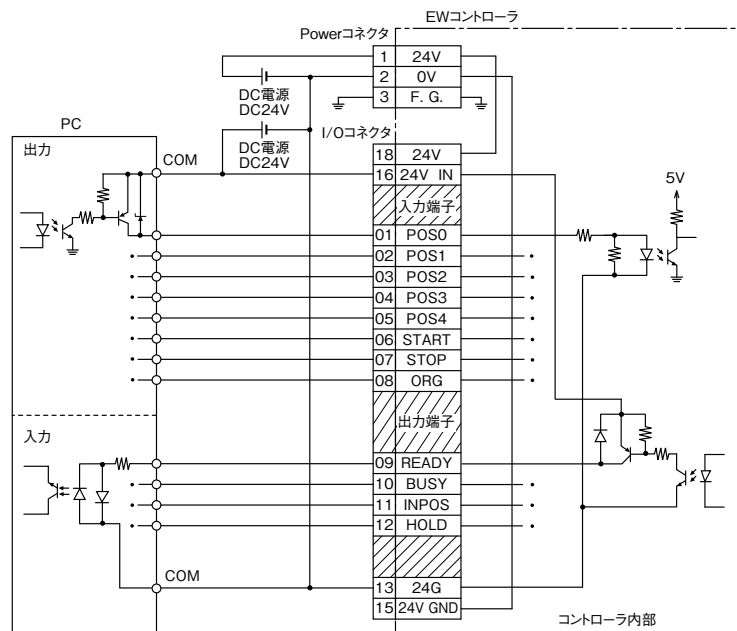 EWコントローラ
Powerコネクタ
1 24V
2 0V
3 F. G.
DC電源
DC24V
DC電源
DC24V
I/Oコネクタ
PC
出力
COM
18 24V
16 24V IN
入力端子
5V
01 POS0
02 POS1
03 POS2
04 POS3
05 POS4
06 START
07 STOP
08 ORG
出力端子
入力
09 READY
10 BUSY
11 INPOS
12 HOLD
COM
13 24G
15 24V GND
コントローラ内部